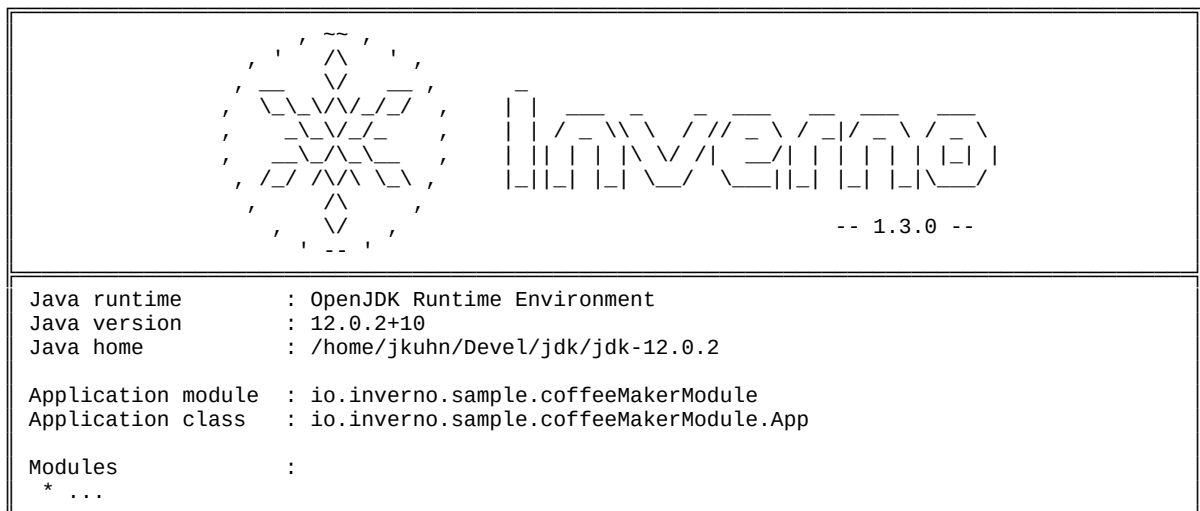 Inverno
-- 1.3.0 --
Java runtime : OpenJDK Runtime Environment
Java version : 12.0.2+10
Java home : /home/jkuhn/Devel/jdk/jdk-12.0.2
Application module : io.inverno.sample.coffeeMakerModule
Application class : io.inverno.sample.coffeeMakerModule.App
Modules :
* ...